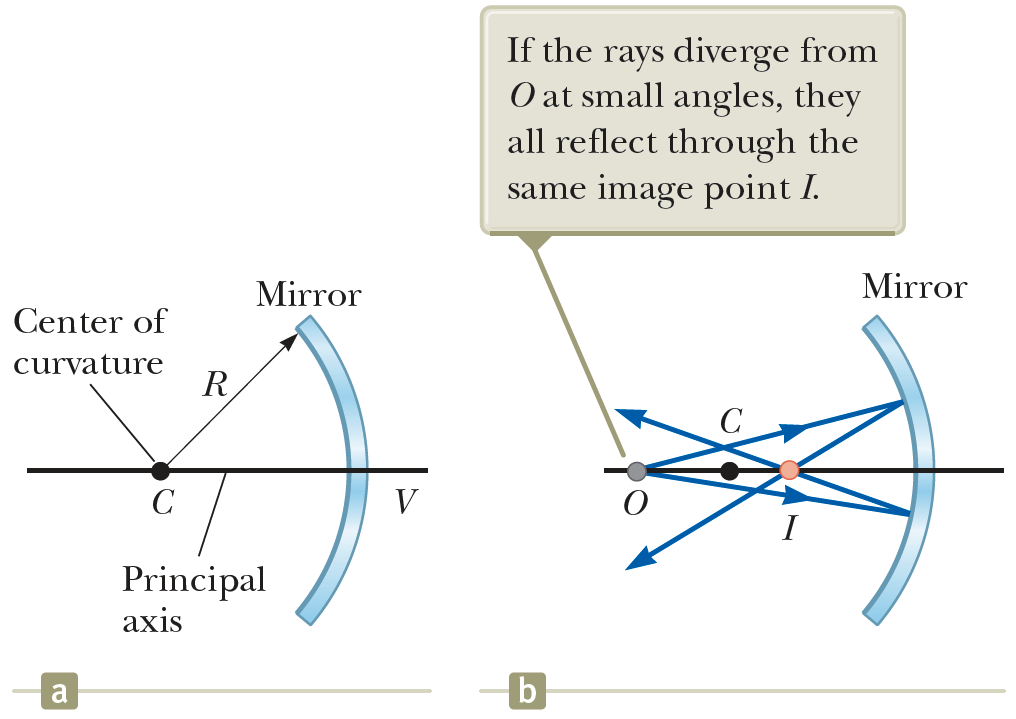 Mirror
Center of
curvature
R
C
V
Principal
axis
a
If the rays diverge from
O at small angles, they
all reflect through the
same image point I.
Mirror
C
O
I
b